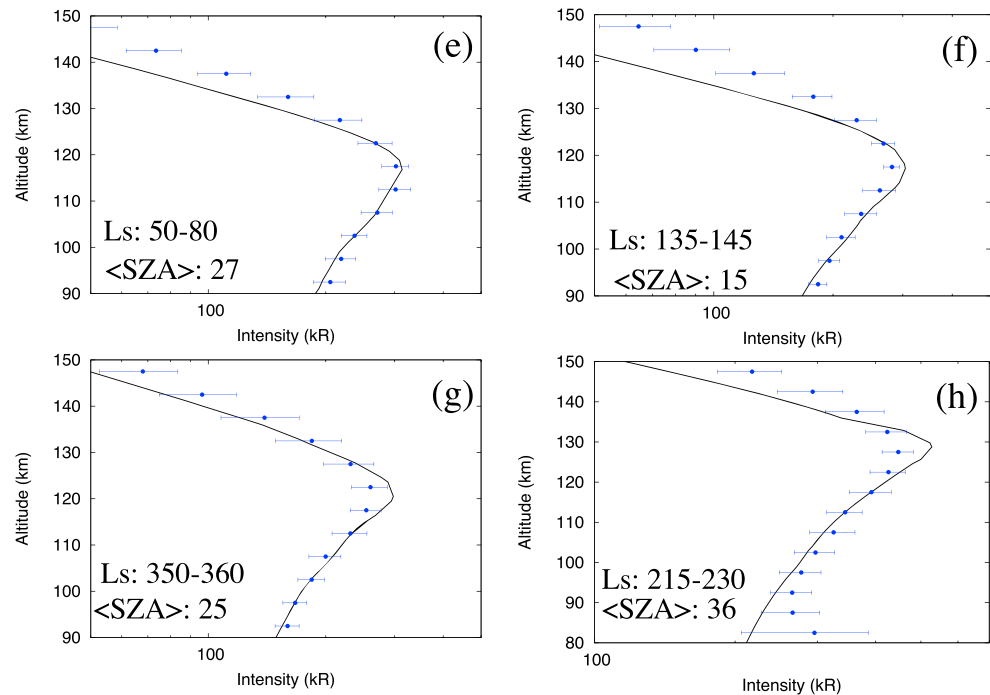 (e)
150
140
130
120
110
100
90
Altitude (km)
Ls: 50-80
<SZA>: 27
100
Intensity (kR)
(f)
150
140
130
120
110
100
90
Altitude (km)
Ls: 135-145
<SZA>: 15
100
Intensity (kR)
(g)
150
140
130
120
110
100
90
Altitude (km)
Ls: 350-360
<SZA>: 25
100
Intensity (kR)
(h)
150
140
130
120
110
100
90
80
Altitude (km)
Ls: 215-230
<SZA>: 36
100
Intensity (kR)